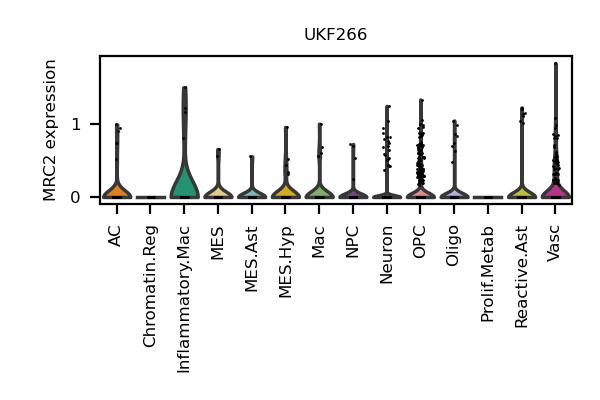 UKF266
MRC2 expression
1
0
AC
Chromatin.Reg
Inflammatory.Mac
MES
MES.Ast
MES.Hyp
Mac
NPC
Neuron
OPC
Oligo
Prolif.Metab
Reactive.Ast
Vasc